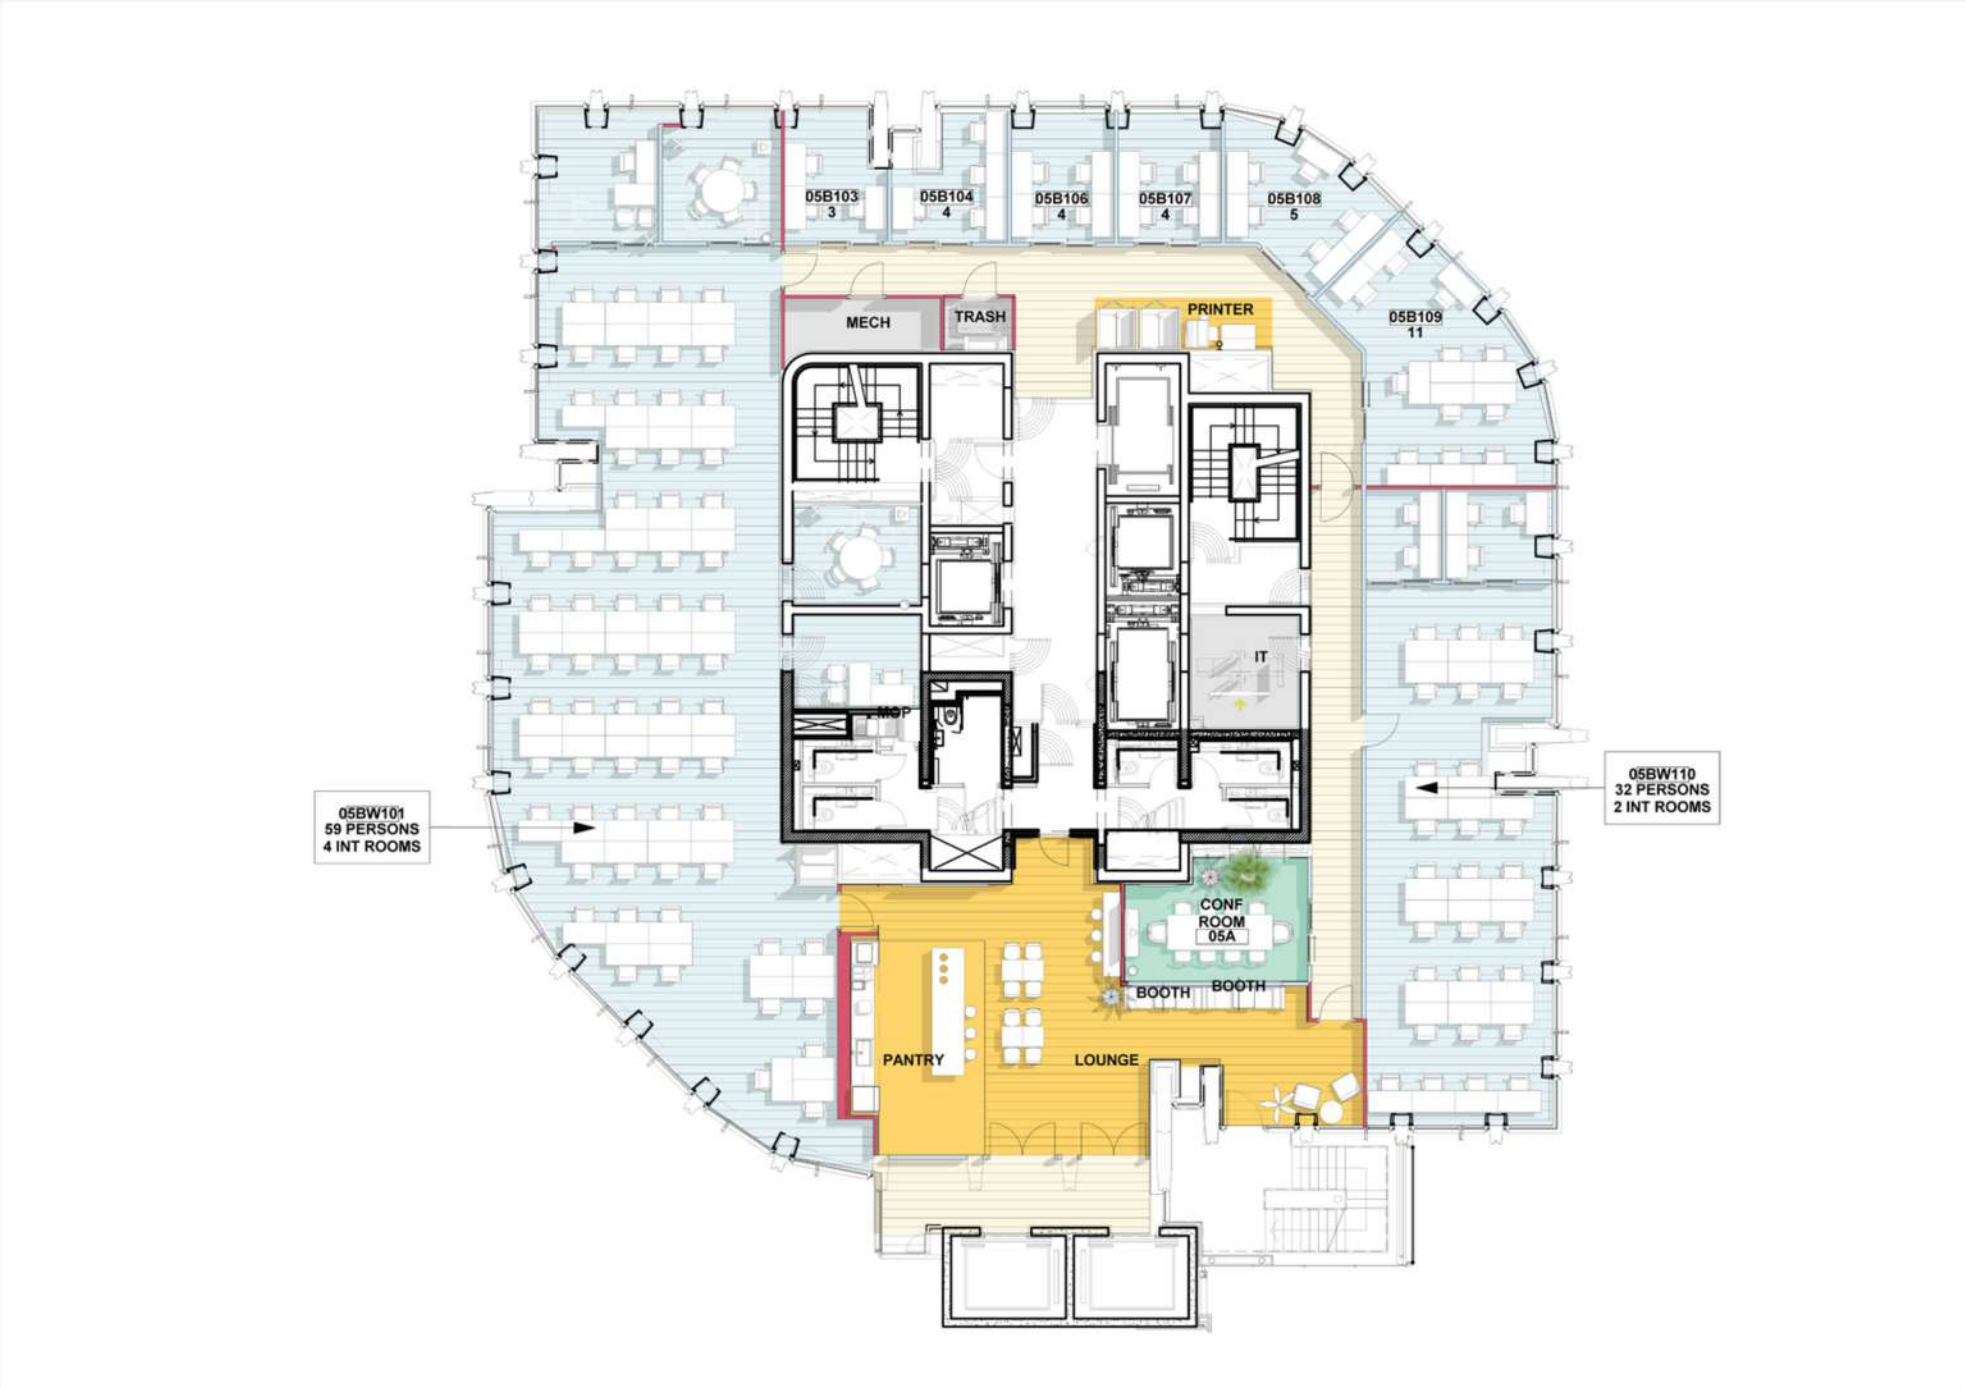 05B103
3
05B104
4
05B106
4
05B107
4
05B108
5
MECH
TRASH
PRINTER
05B109
11
IT
MOP
05BW110
32 PERSONS
2 INT ROOMS
05BW101
59 PERSONS
4 INT ROOMS
CONF
ROOM
05A
BOOTH
BOOTH
PANTRY
LOUNGE